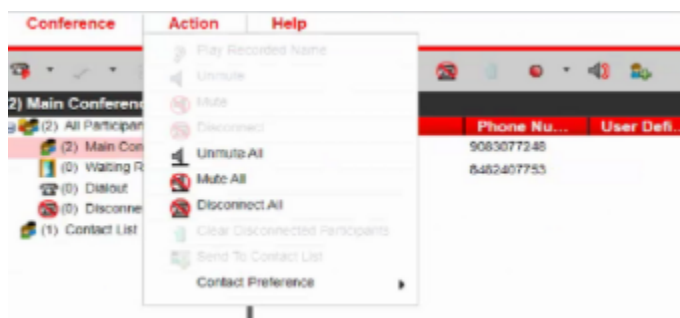 Conference Action Help
Play Recorded Name
Unmute
Mute
Disconnect
Unmute All
Mute All
Disconnect All
Clear Disconnected Participants
Send To Contact List
Contact Preference
2) Main Conferenc
(2) All Participan
(2) Main Con
(0) Waiting R
(0) Dialout
(0) Disconne
(1) Contact List
Phone Nu... User Defi...
9083077248
8482407753